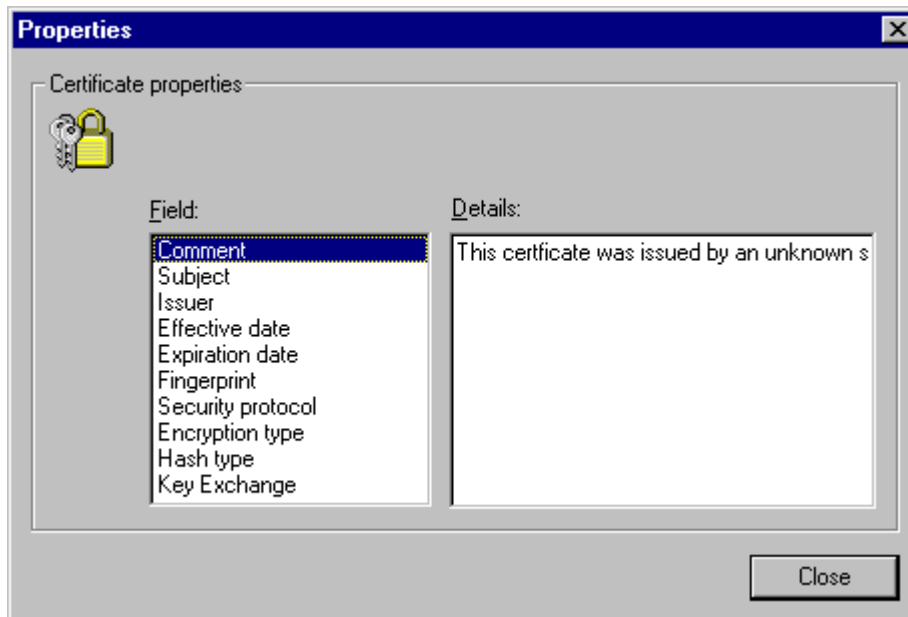 Properties
Certificate properties
Field:
Details:
Comment
Subject
Issuer
Effective date
Expiration date
Fingerprint
Security protocol
Encryption type
Hash type
Key Exchange
This certficate was issued by an unknown s
Close